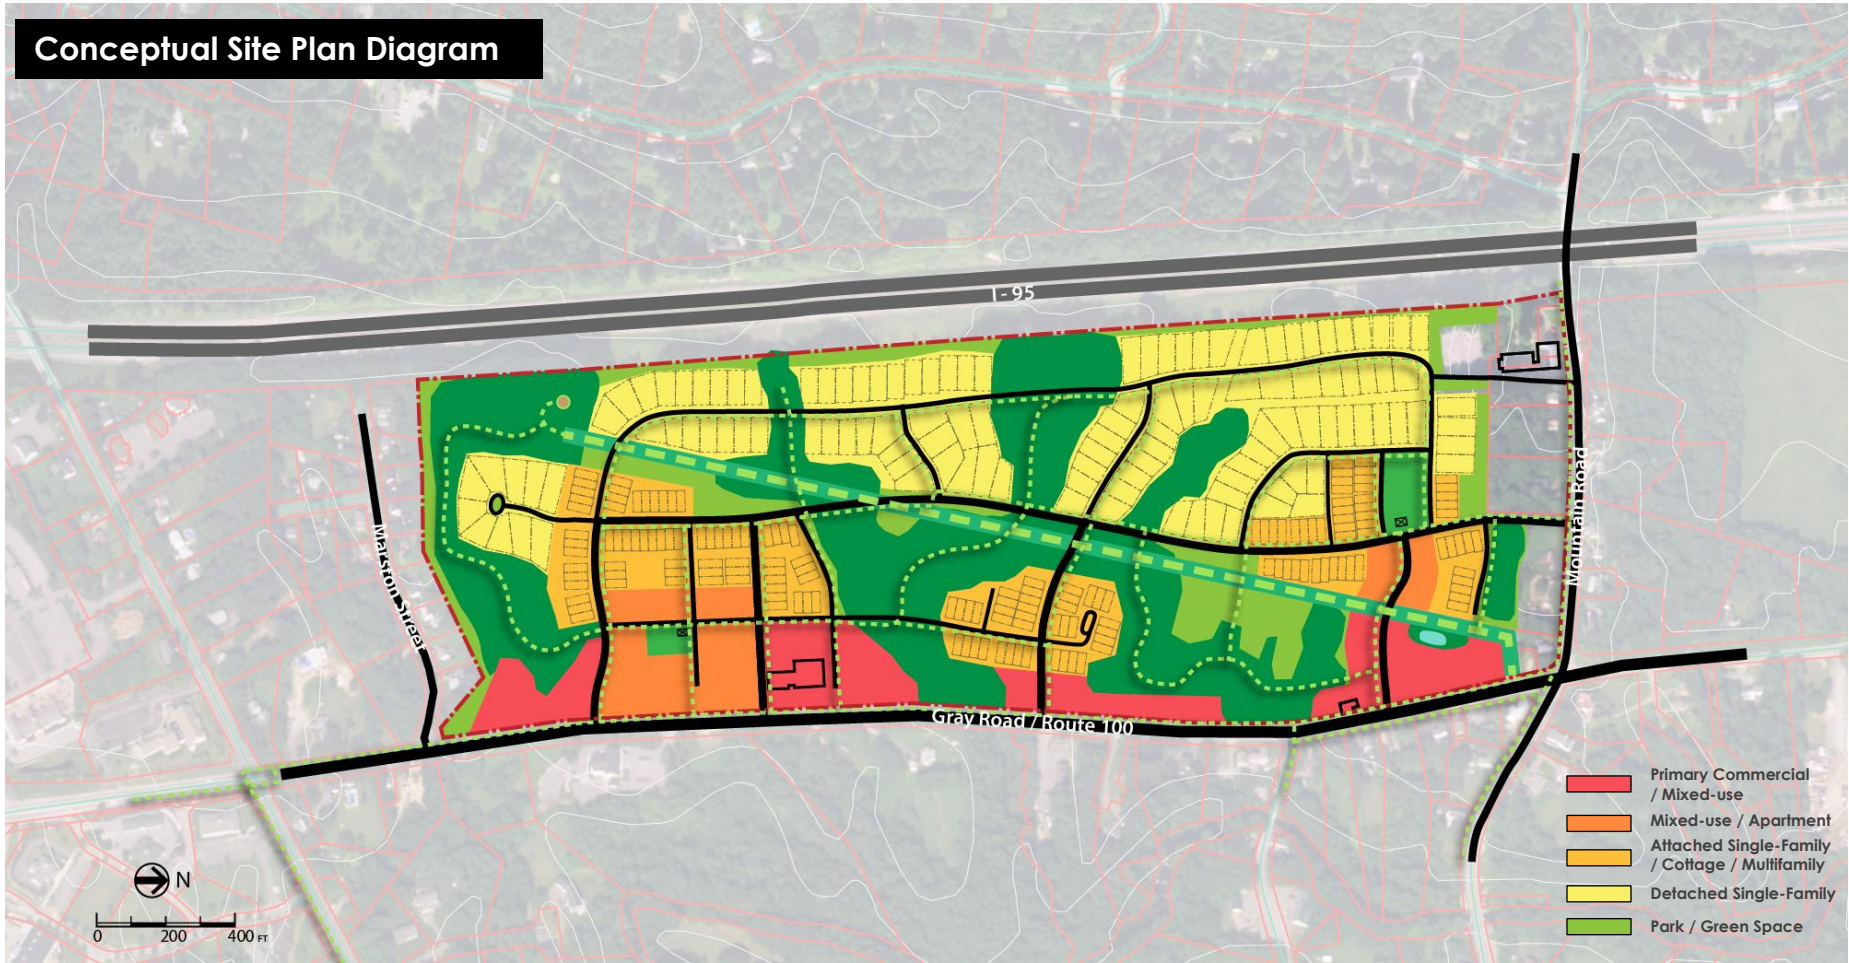 Conceptual Site Plan Diagram
I - 95
Marston Street
Mountain Road
Gray Road / Route 100
N
0 200 400 FT
Primary Commercial
/ Mixed-use
Mixed-use / Apartment
Attached Single-Family
/ Cottage / Multifamily
Detached Single-Family
Park / Green Space